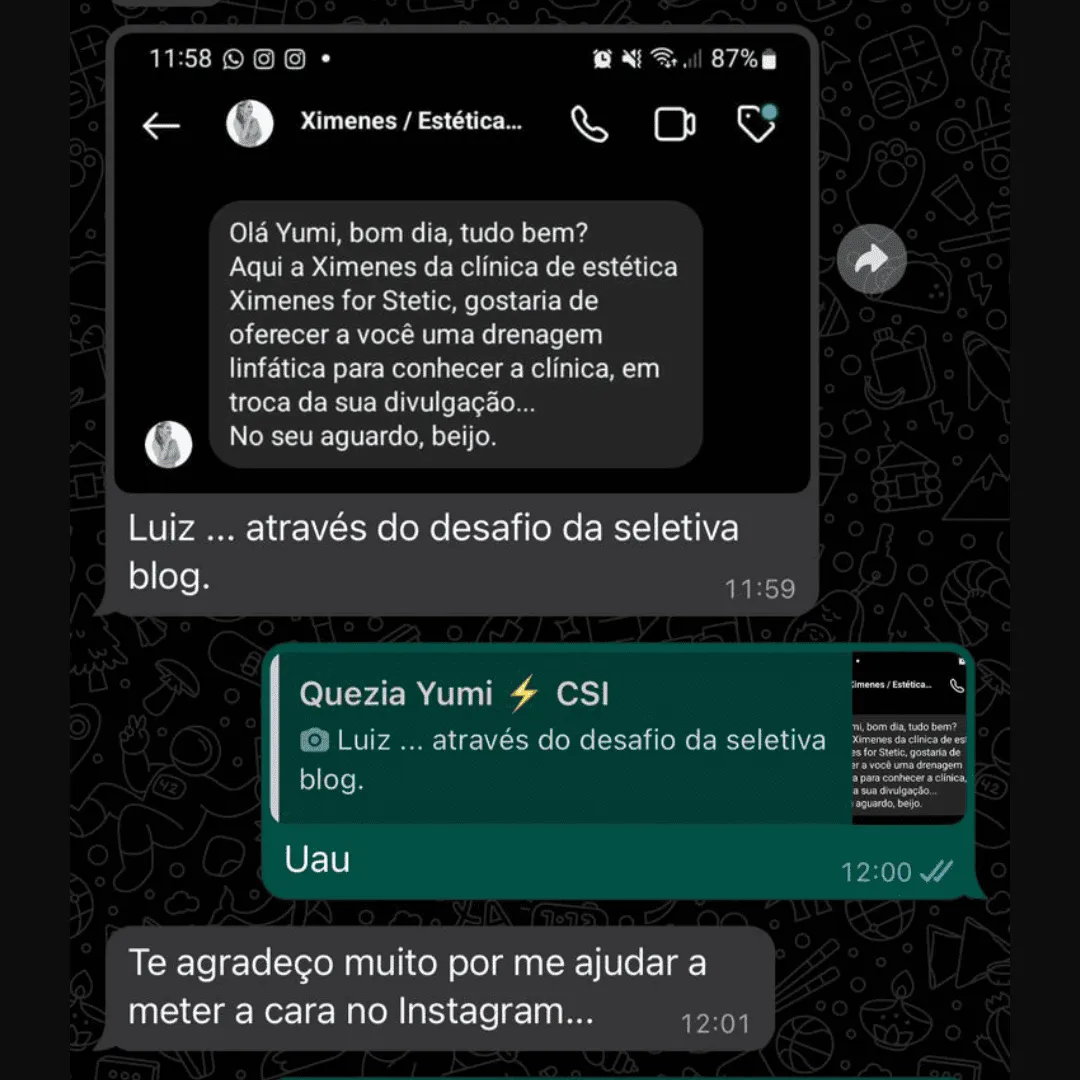 11:58 87%
Ximenes / Estética...
Olá Yumi, bom dia, tudo bem?
Aqui a Ximenes da clínica de estética
Ximenes for Stetic, gostaria de
oferecer a você uma drenagem
linfática para conhecer a clínica, em
troca da sua divulgação...
No seu aguardo, beijo.
Luiz ... através do desafio da seletiva
blog.
11:59
Quezia Yumi ⚡ CSI
Luiz ... através do desafio da seletiva
blog.
imenes / Estética...
mi, bom dia, tudo bem?
Ximenes da clínica de est
es for Stetic, gostaria de
er a você uma drenagem
a para conhecer a clínica,
a sua divulgação...
aguardo, beijo.
Uau
12:00
Te agradeço muito por me ajudar a
meter a cara no Instagram...
12:01